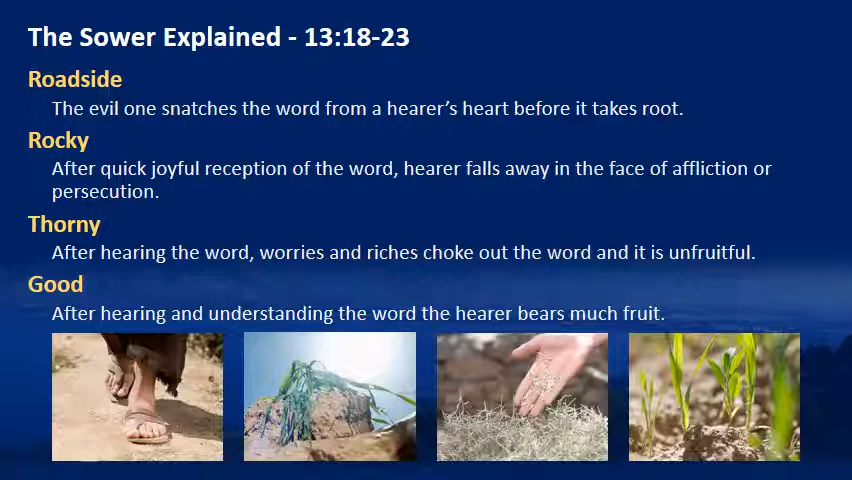 The Sower Explained - 13:18-23
Roadside
The evil one snatches the word from a hearer’s heart before it takes root.
Rocky
After quick joyful reception of the word, hearer falls away in the face of affliction or
persecution.
Thorny
After hearing the word, worries and riches choke out the word and it is unfruitful.
Good
After hearing and understanding the word the hearer bears much fruit.